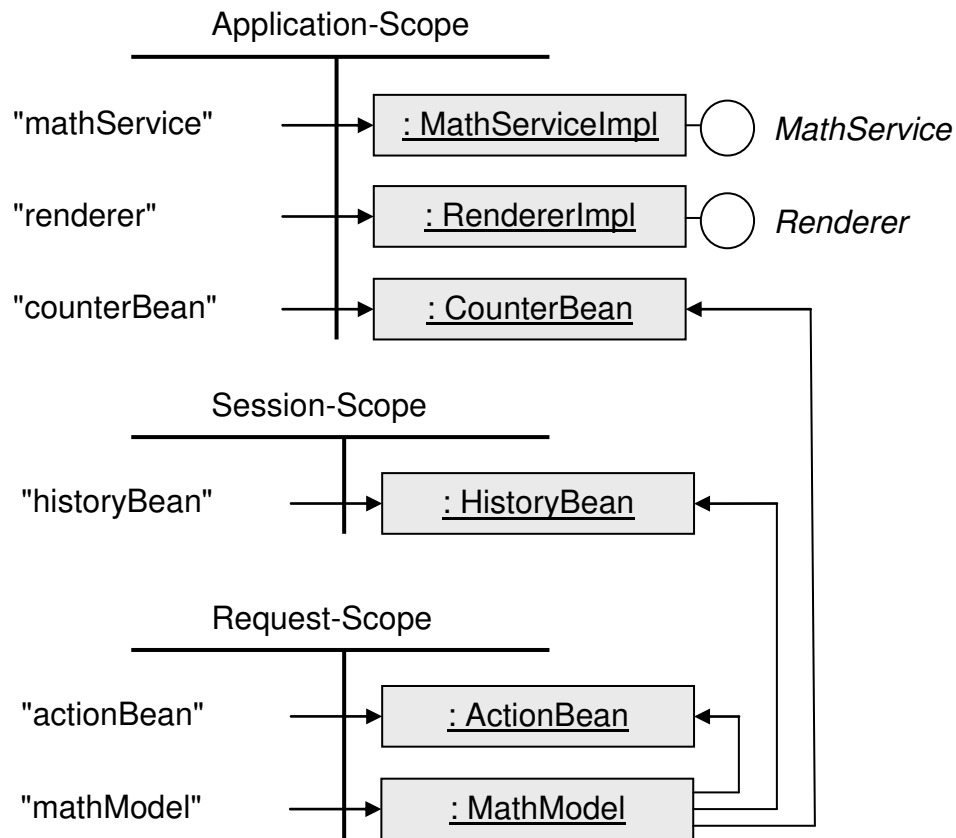 Application-Scope
"mathService" : MathServiceImpl MathService
"renderer" : RendererImpl Renderer
"counterBean" : CounterBean
Session-Scope
"historyBean" : HistoryBean
Request-Scope
"actionBean" : ActionBean
"mathModel" : MathModel